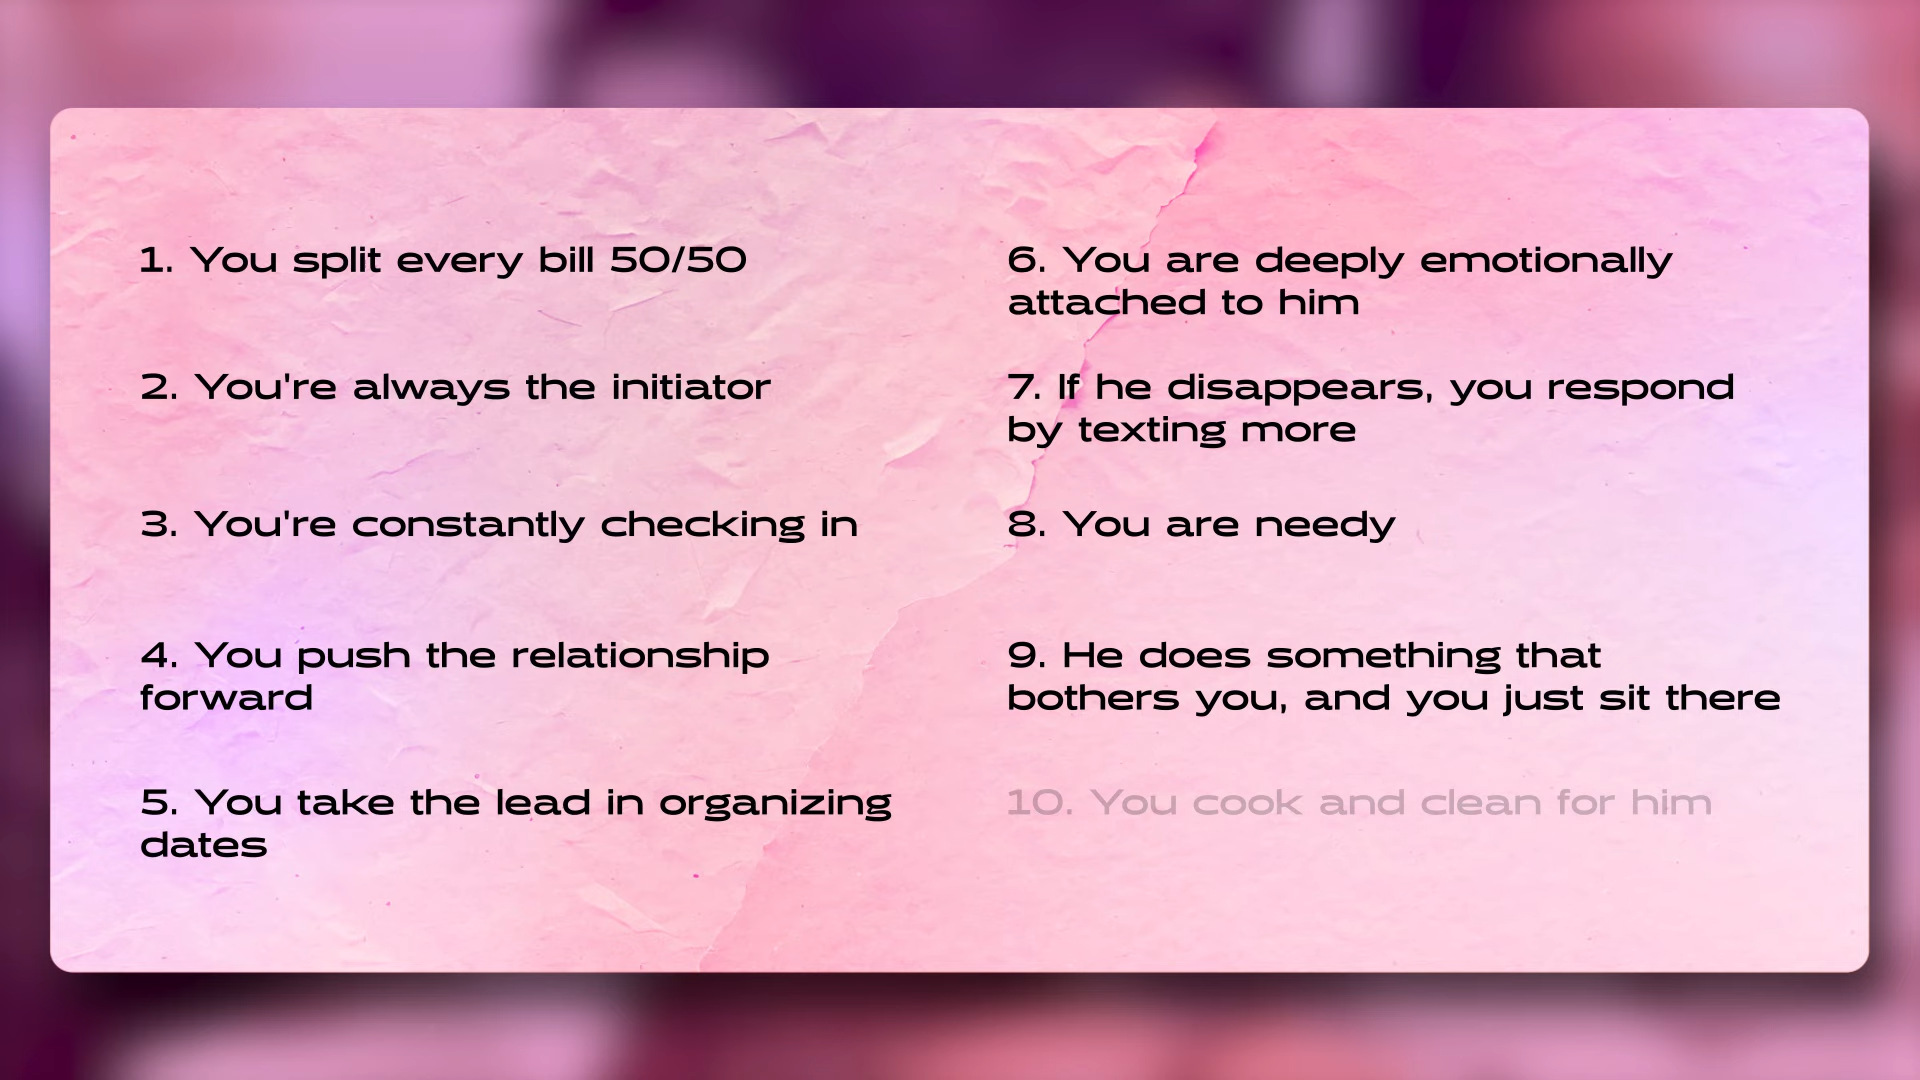 1. You split every bill 50/50
2. You're always the initiator
3. You're constantly checking in
4. You push the relationship
forward
5. You take the lead in organizing
dates
6. You are deeply emotionally
attached to him
7. If he disappears, you respond
by texting more
8. You are needy
9. He does something that
bothers you, and you just sit there
10. You cook and clean for him